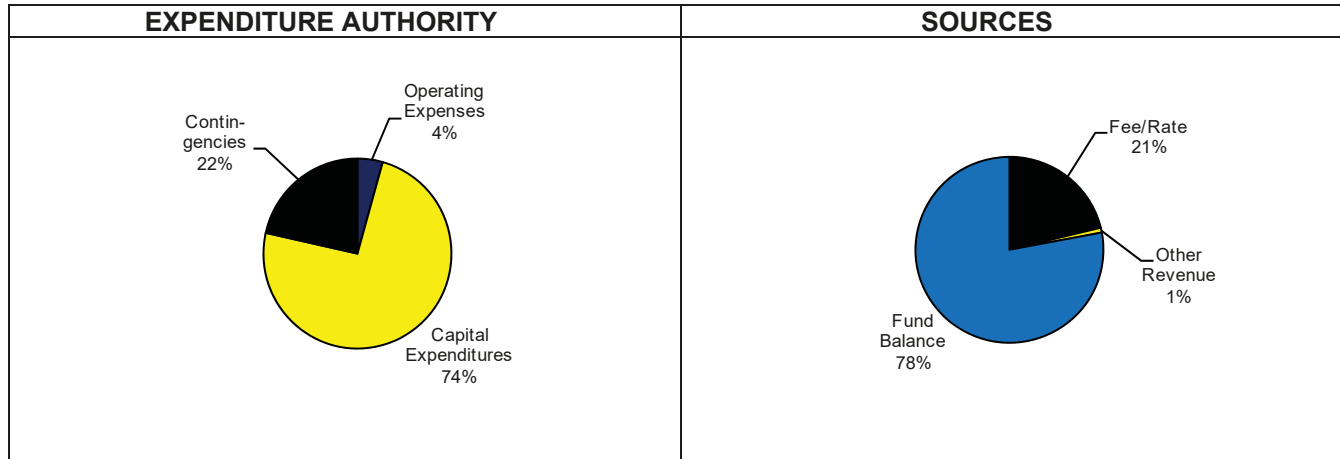 EXPENDITURE AUTHORITY
Operating
Expenses
4%
Contin-
gencies
22%
Capital
Expenditures
74%
SOURCES
Fee/Rate
21%
Other
Revenue
1%
Fund
Balance
78%